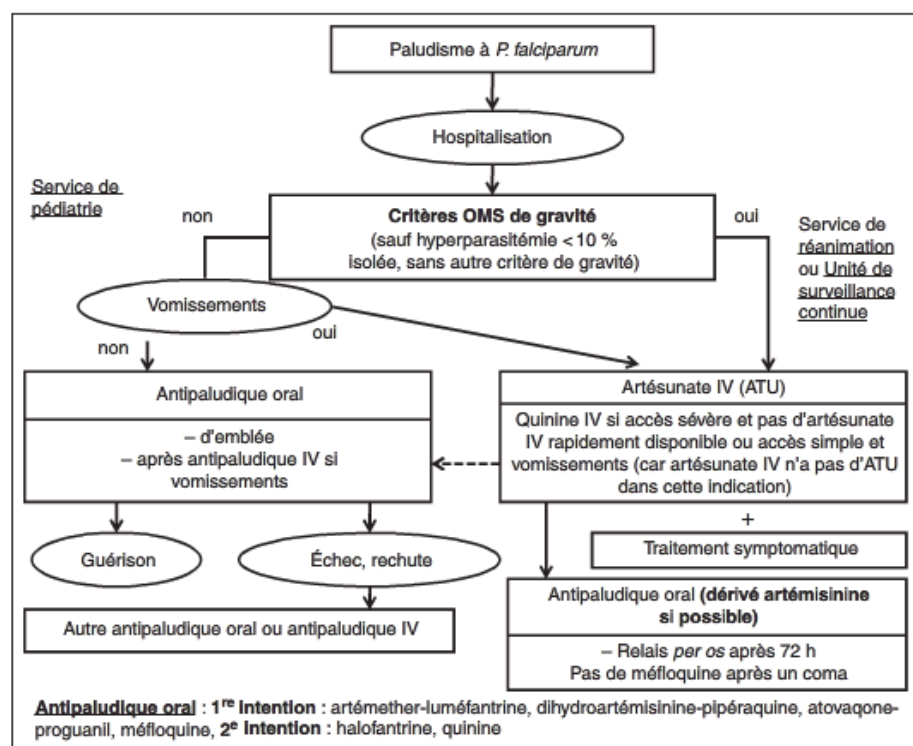 Paludisme à P. falciparum
Hospitalisation
Service de
pédiatrie
non
Critères OMS de gravité
(sauf hyperparasitémie < 10 %
isolée, sans autre critère de gravité)
oui
Service de
réanimation
ou Unité de
surveillance
continue
Vomissements
non
oui
Antipaludique oral
– d'emblée
– après antipaludique IV si
vomissements
Artésunate IV (ATU)
Quinine IV si accès sévère et pas d'artésunate
IV rapidement disponible ou accès simple et
vomissements (car artésunate IV n'a pas d'ATU
dans cette indication)
+
Traitement symptomatique
Guérison
Échec, rechute
Autre antipaludique oral ou antipaludique IV
Antipaludique oral (dérivé artémisinine
si possible)
– Relais per os après 72 h
Pas de méfloquine après un coma
Antipaludique oral : 1re Intention : artémether-luméfantrine, dihydroartémisinine-pipéraquine, atovaqone-
proguanil, méfloquine, 2e Intention : halofantrine, quinine